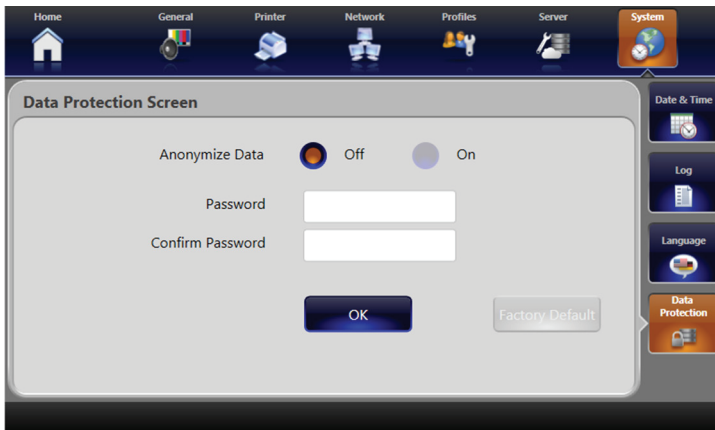 Home General Printer Network Profiles Server System
Data Protection Screen
Date & Time
Anonymize Data Off On
Log
Password
Confirm Password
Language
Data
Protection
OK Factory Default